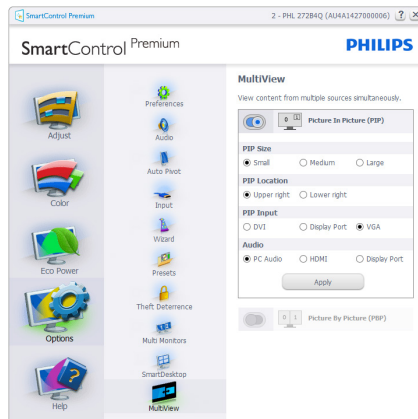 SmartControl Premium
2 - PHL 272B4Q (AU4A1427000006)
?
SmartControl Premium
PHILIPS
Adjust
Color
Eco Power
Options
Help
Preferences
Audio
Auto Pivot
Input
Wizard
Presets
Theft Deterrence
Multi Monitors
SmartDesktop
MultiView
MultiView
View content from multiple sources simultaneously.
Picture In Picture (PIP)
PIP Size
Small Medium Large
PIP Location
Upper right Lower right
PIP Input
DVI Display Port VGA
Audio
PC Audio HDMI Display Port
Apply
0 1 Picture By Picture (PBP)